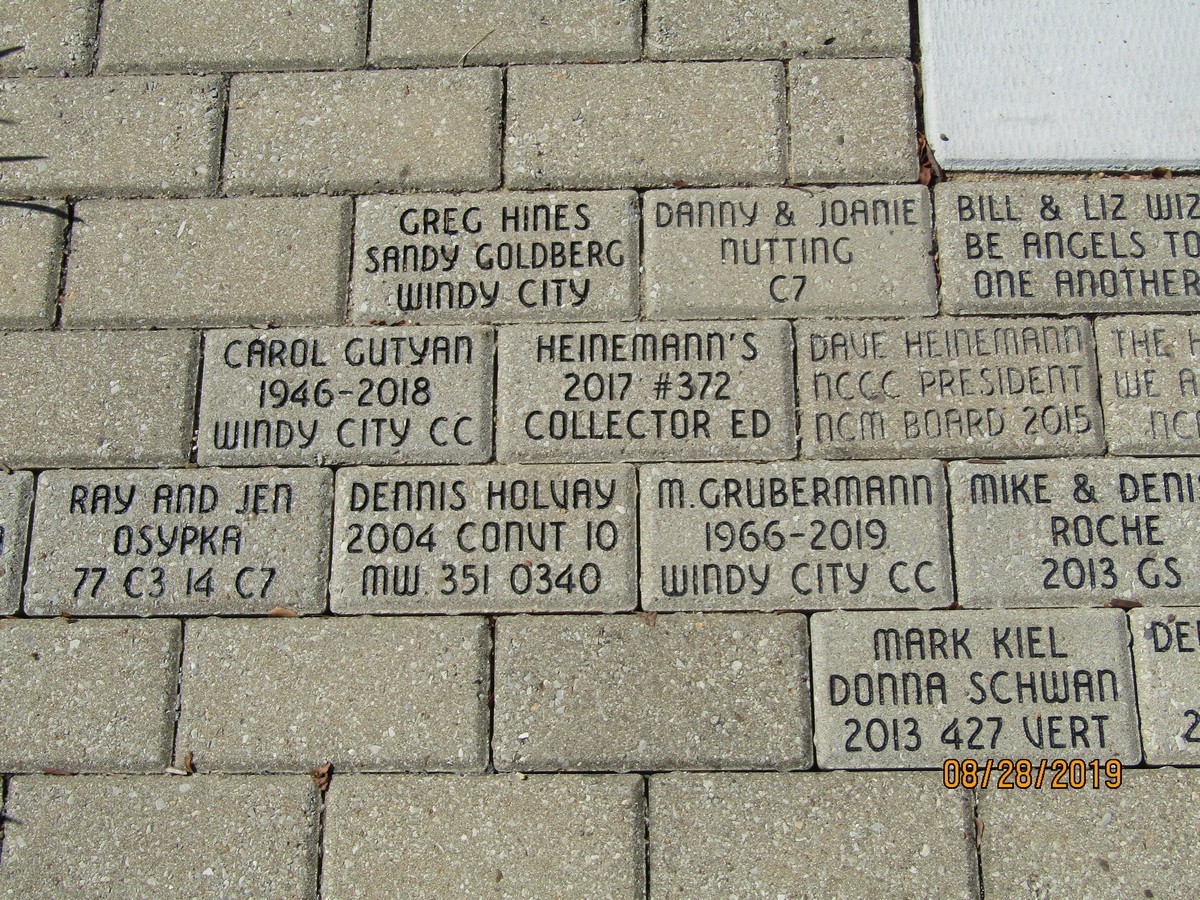 GREG HINES
SANDY GOLDBERG
WINDY CITY
DANNY & JOANIE
NUTTING
C7
BILL & LIZ
BE ANGELS TO
ONE ANOTHER
CAROL GUTYAN
1946-2018
WINDY CITY CC
HEINEMANN'S
2017 #372
COLLECTOR ED
DAVE HEINEMANN
NCCC PRESIDENT
NCM BOARD 2015
THE
WE
RAY AND JEN
OSYPKA
77 C3 14 C7
DENNIS HOLVAY
2004 CONVT 10
MW 351 0340
M.GRUBERMANN
1966-2019
WINDY CITY CC
MIKE &
ROCHE
2013 GS
MARK KIEL
DONNA SCHWAN
2013 427 VERT
08/28/2019